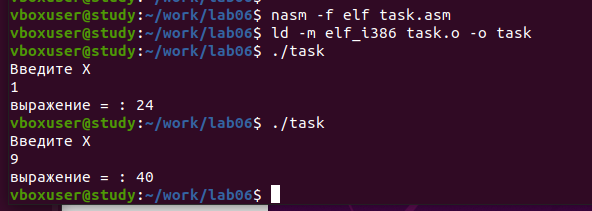 vboxuser@study:~/work/lab06$ nasm -f elf task.asm
vboxuser@study:~/work/lab06$ ld -m elf_i386 task.o -o task
vboxuser@study:~/work/lab06$ ./task
Введите X
1
выражение = : 24
vboxuser@study:~/work/lab06$ ./task
Введите X
9
выражение = : 40
vboxuser@study:~/work/lab06$